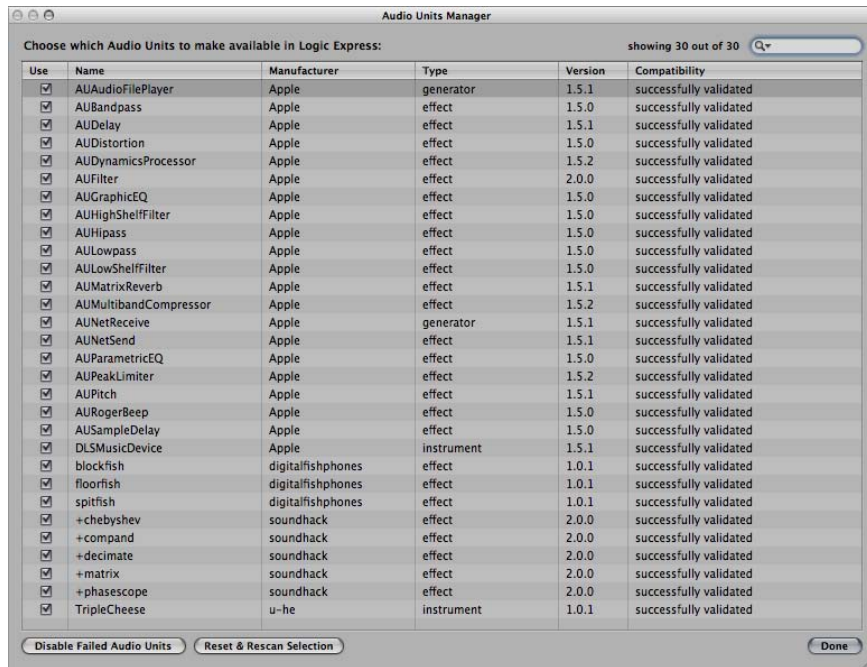 Audio Units Manager
Choose which Audio Units to make available in Logic Express: showing 30 out of 30
Use Name Manufacturer Type Version Compatibility
AUAudioFilePlayer Apple generator 1.5.1 successfully validated
AUBandpass Apple effect 1.5.0 successfully validated
AUDelay Apple effect 1.5.1 successfully validated
AUDistortion Apple effect 1.5.0 successfully validated
AUDynamicsProcessor Apple effect 1.5.2 successfully validated
AUFilter Apple effect 2.0.0 successfully validated
AUGraphicEQ Apple effect 1.5.0 successfully validated
AUHighShelfFilter Apple effect 1.5.0 successfully validated
AUHipass Apple effect 1.5.0 successfully validated
AULowpass Apple effect 1.5.0 successfully validated
AULowShelfFilter Apple effect 1.5.0 successfully validated
AUMatrixReverb Apple effect 1.5.1 successfully validated
AUMultibandCompressor Apple effect 1.5.2 successfully validated
AUNetReceive Apple generator 1.5.1 successfully validated
AUNetSend Apple effect 1.5.1 successfully validated
AUParametricEQ Apple effect 1.5.0 successfully validated
AUPeakLimiter Apple effect 1.5.2 successfully validated
AUPitch Apple effect 1.5.1 successfully validated
AURogerBeep Apple effect 1.5.0 successfully validated
AUSampleDelay Apple effect 1.5.0 successfully validated
DLSMusicDevice Apple instrument 1.5.1 successfully validated
blockfish digitalfishphones effect 1.0.1 successfully validated
floorfish digitalfishphones effect 1.0.1 successfully validated
spitfish digitalfishphones effect 1.0.1 successfully validated
+chebyshev soundhack effect 2.0.0 successfully validated
+compand soundhack effect 2.0.0 successfully validated
+decimate soundhack effect 2.0.0 successfully validated
+matrix soundhack effect 2.0.0 successfully validated
+phasescope soundhack effect 2.0.0 successfully validated
TripleCheese u-he instrument 1.0.1 successfully validated
Disable Failed Audio Units Reset & Rescan Selection Done